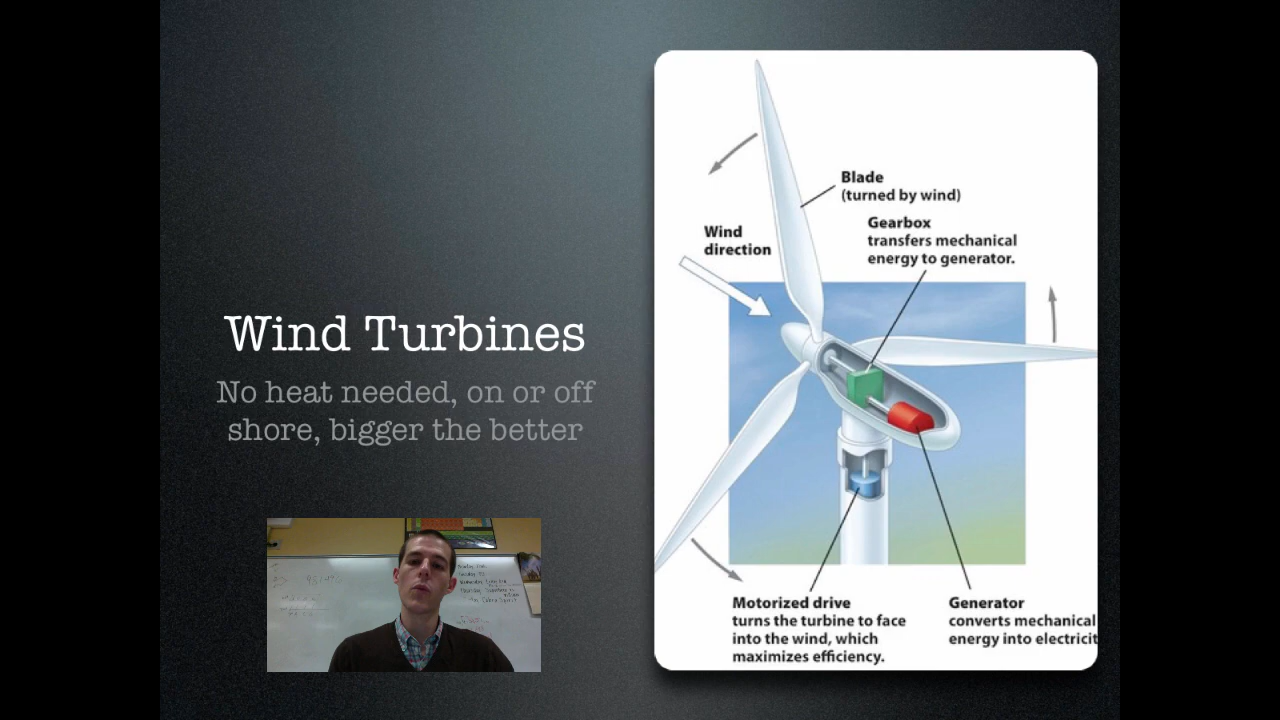 Wind Turbines
No heat needed, on or off
shore, bigger the better
Blade
(turned by wind)
Wind
direction
Gearbox
transfers mechanical
energy to generator.
Motorized drive
turns the turbine to face
into the wind, which
maximizes efficiency.
Generator
converts mechanical
energy into electricit